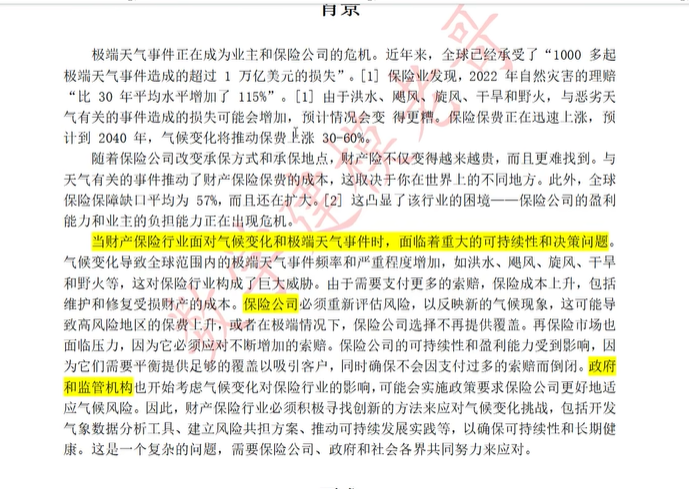 背景
极端天气事件正在成为业主和保险公司的危机。近年来，全球已经承受了“1000 多起
极端天气事件造成的超过 1 万亿美元的损失”。[1] 保险业发现，2022 年自然灾害的理赔
“比 30 年平均水平增加了 115%”。[1] 由于洪水、飓风、旋风、干旱和野火，与恶劣天
气有关的事件造成的损失可能会增加，预计情况会变 得更糟。保险保费正在迅速上涨，预
计到 2040 年，气候变化将推动保费上涨 30-60%。
随着保险公司改变承保方式和承保地点，财产险不仅变得越来越贵，而且更难找到。与
天气有关的事件推动了财产保险保费的成本，这取决于你在世界上的不同地方。此外，全球
保险保障缺口平均为 57%，而且还在扩大。[2] 这凸显了该行业的困境——保险公司的盈利
能力和业主的负担能力正在出现危机。
当财产保险行业面对气候变化和极端天气事件时，面临着重大的可持续性和决策问题。
气候变化导致全球范围内的极端天气事件频率和严重程度增加，如洪水、飓风、旋风、干旱
和野火等，这对保险行业构成了巨大威胁。由于需要支付更多的索赔，保险成本上升，包括
维护和修复受损财产的成本。保险公司必须重新评估风险，以反映新的气候现象，这可能导
致高风险地区的保费上升，或者在极端情况下，保险公司选择不再提供覆盖。再保险市场也
面临压力，因为它必须应对不断增加的索赔。保险公司的可持续性和盈利能力受到影响，因
为它们需要平衡提供足够的覆盖以吸引客户，同时确保不会因支付过多的索赔而倒闭。政府
和监管机构也开始考虑气候变化对保险行业的影响，可能会实施政策要求保险公司更好地适
应气候风险。因此，财产保险行业必须积极寻找创新的方法来应对气候变化挑战，包括开发
气象数据分析工具、建立风险共担方案、推动可持续发展实践等，以确保可持续性和长期健
康。这是一个复杂的问题，需要保险公司、政府和社会各界共同努力来应对。
数学建模老哥